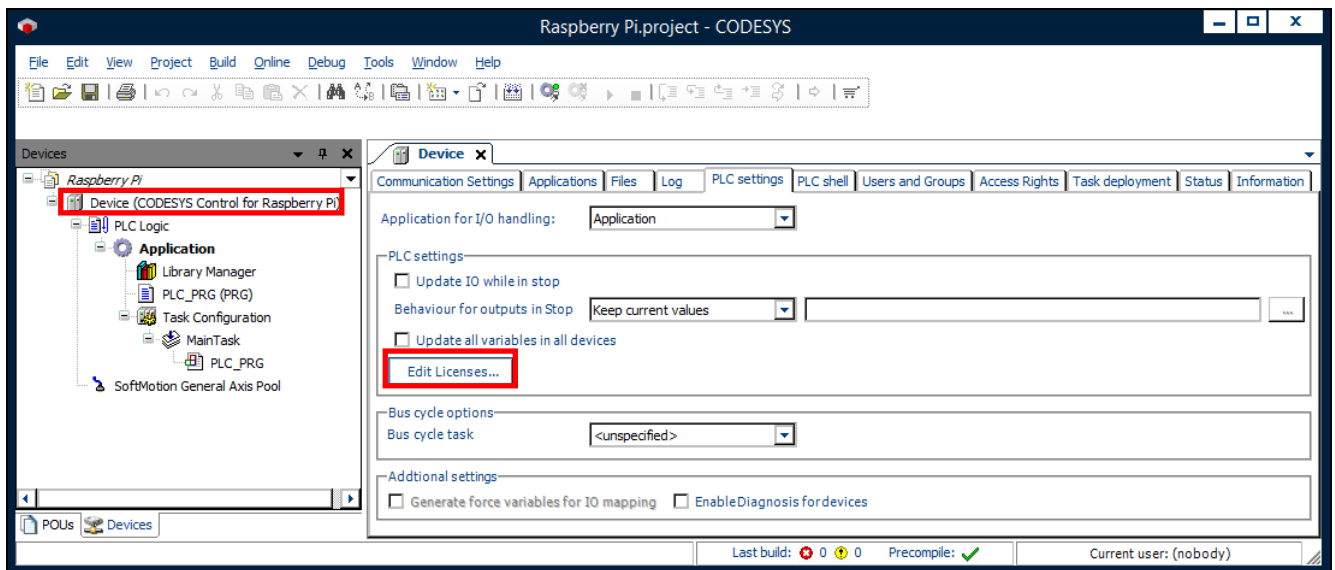 Raspberry Pi.project - CODESYS
File Edit View Project Build Online Debug Tools Window Help
Devices
Raspberry Pi
Device (CODESYS Control for Raspberry Pi)
PLC Logic
Application
Library Manager
PLC_PRG (PRG)
Task Configuration
MainTask
PLC_PRG
SoftMotion General Axis Pool
POUs Devices
Device
Communication Settings Applications Files Log PLC settings PLC shell Users and Groups Access Rights Task deployment Status Information
Application for I/O handling: Application
PLC settings
Update IO while in stop
Behaviour for outputs in Stop Keep current values ...
Update all variables in all devices
Edit Licenses...
Bus cycle options
Bus cycle task <unspecified>
Addtional settings
Generate force variables for IO mapping Enable Diagnosis for devices
Last build: 0 0 Precompile: Current user: (nobody)